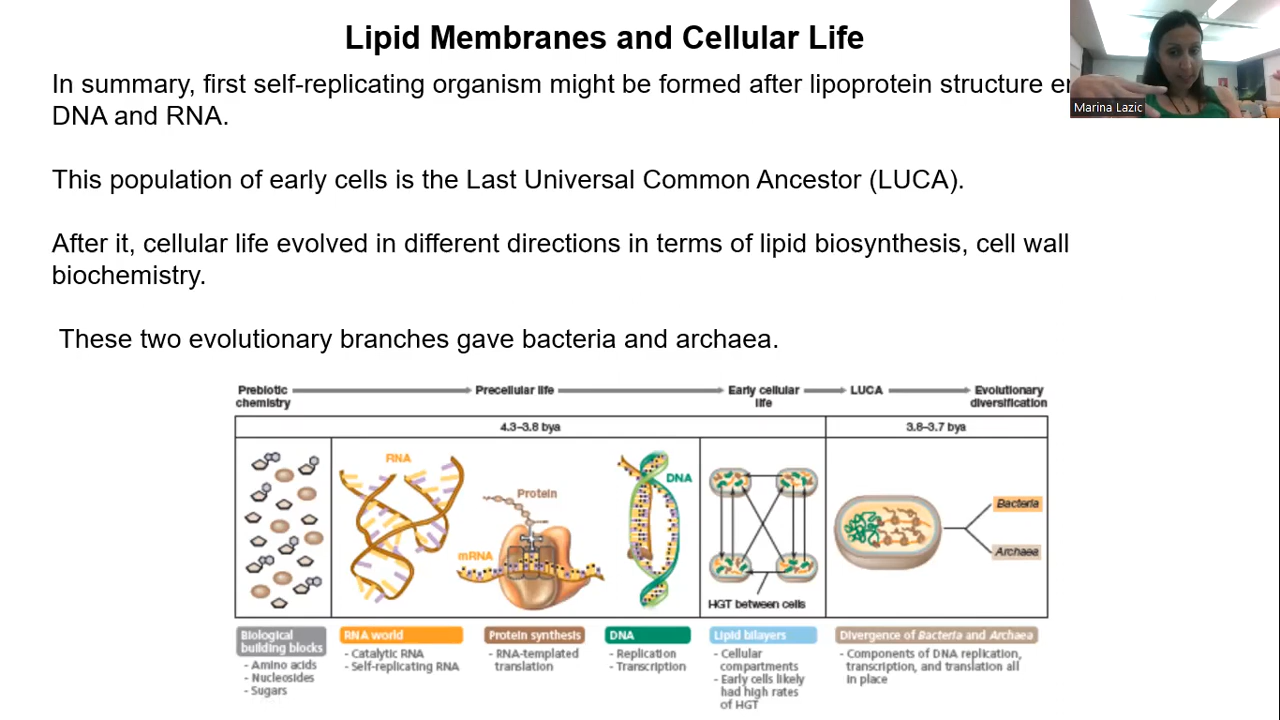 Lipid Membranes and Cellular Life
In summary, first self-replicating organism might be formed after lipoprotein structure
DNA and RNA.
This population of early cells is the Last Universal Common Ancestor (LUCA).
After it, cellular life evolved in different directions in terms of lipid biosynthesis, cell wall
biochemistry.
These two evolutionary branches gave bacteria and archaea.
Marina Lazic
Prebiotic
chemistry
Precellular life
Early cellular
life
LUCA
Evolutionary
diversification
4.3–3.8 bya
3.8–3.7 bya
RNA
Protein
mRNA
DNA
HGT between cells
Bacteria
Archaea
Biological
building blocks
- Amino acids
- Nucleosides
- Sugars
RNA world
- Catalytic RNA
- Self-replicating RNA
Protein synthesis
- RNA-templated
translation
DNA
- Replication
- Transcription
Lipid bilayers
- Cellular
compartments
- Early cells likely
had high rates
of HGT
Divergence of Bacteria and Archaea
- Components of DNA replication,
transcription, and translation all
in place